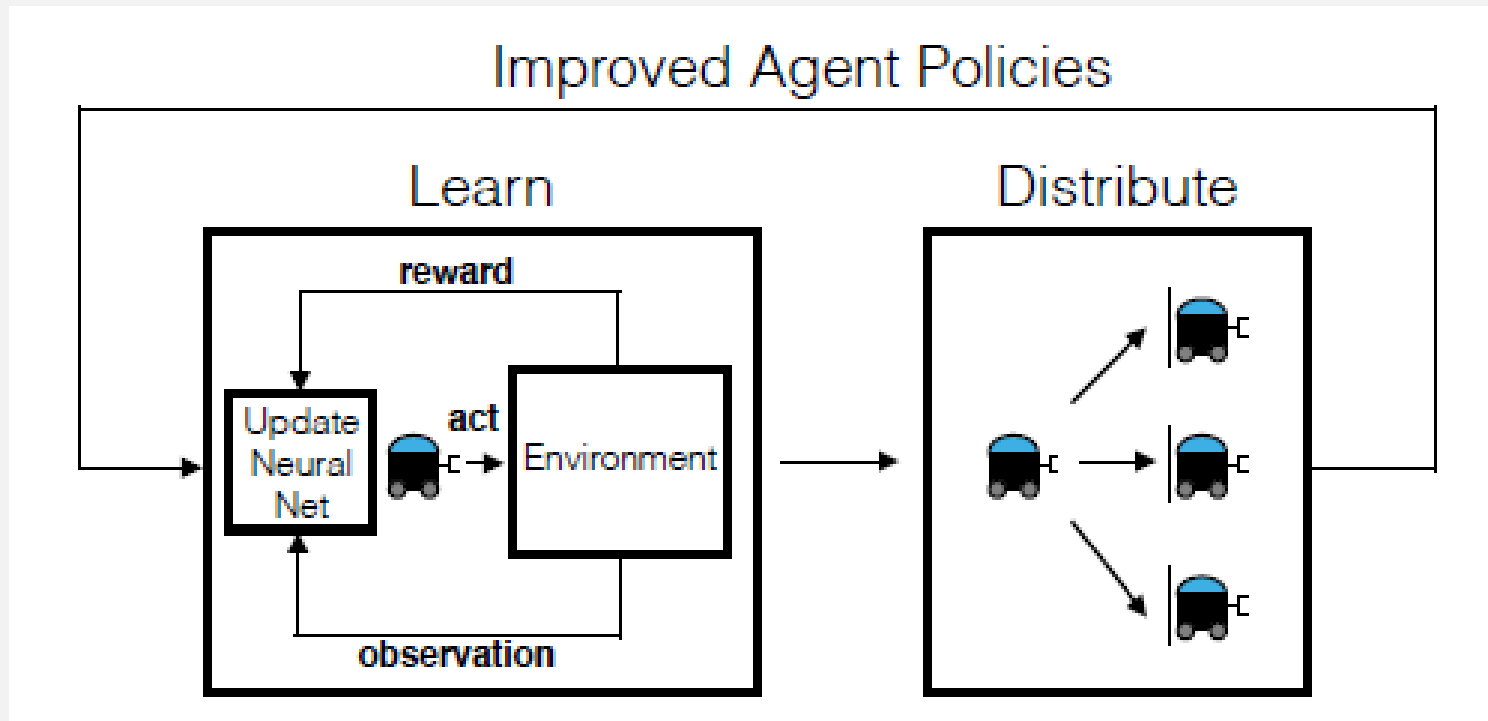 Improved Agent Policies
Learn
Distribute
reward
Update
Neural
Net
act
Environment
observation